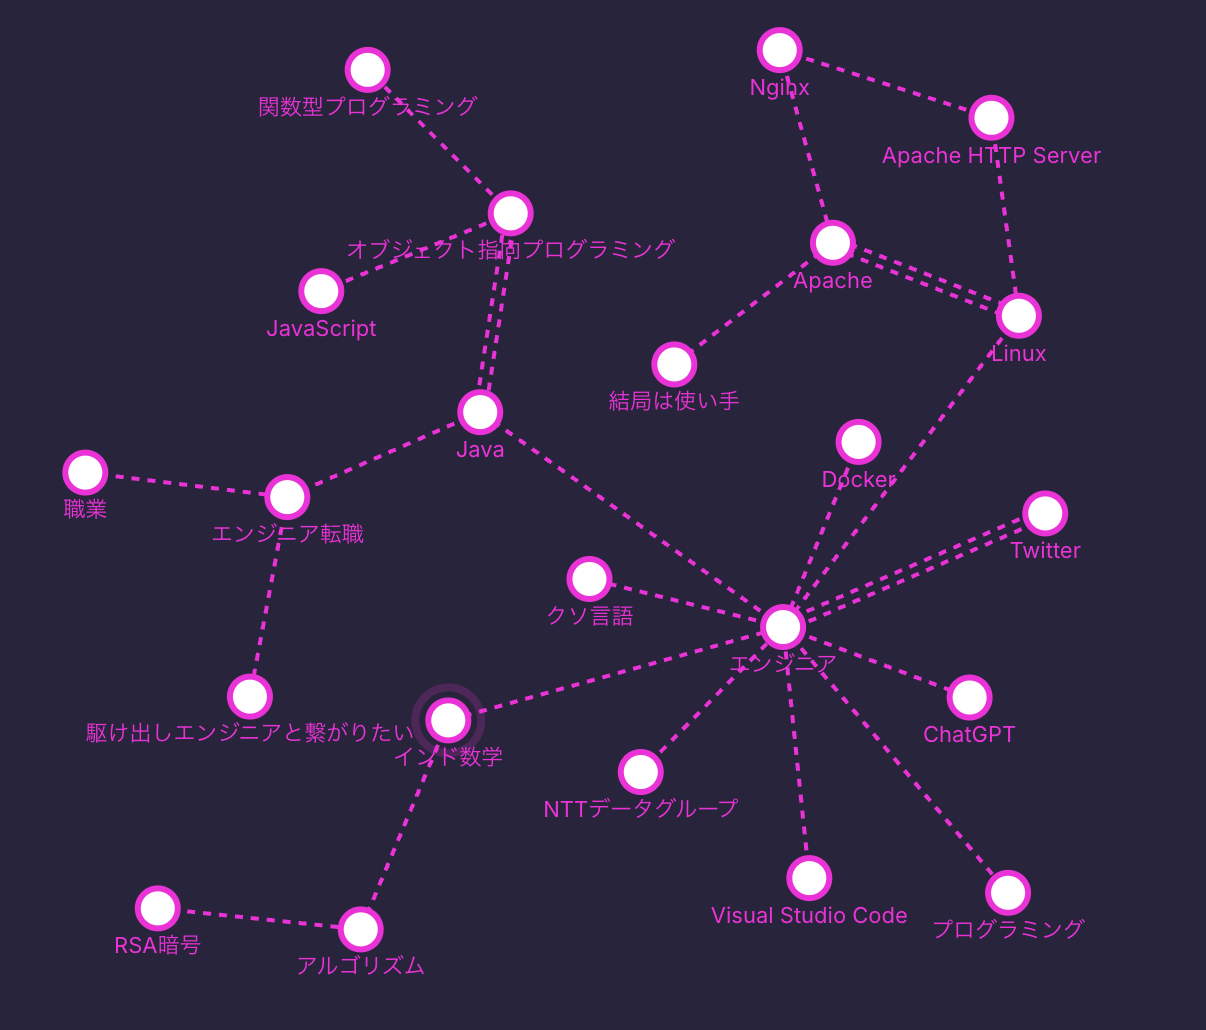 Nginx
関数型プログラミング
Apache HTTP Server
オブジェクト指向プログラミング
Apache
JavaScript
Linux
結局は使い手
Java
Docker
職業
エンジニア転職
Twitter
クソ言語
エンジニア
駆け出しエンジニアと繋がりたい
ChatGPT
インド数学
NTTデータグループ
Visual Studio Code
プログラミング
RSA暗号
アルゴリズム